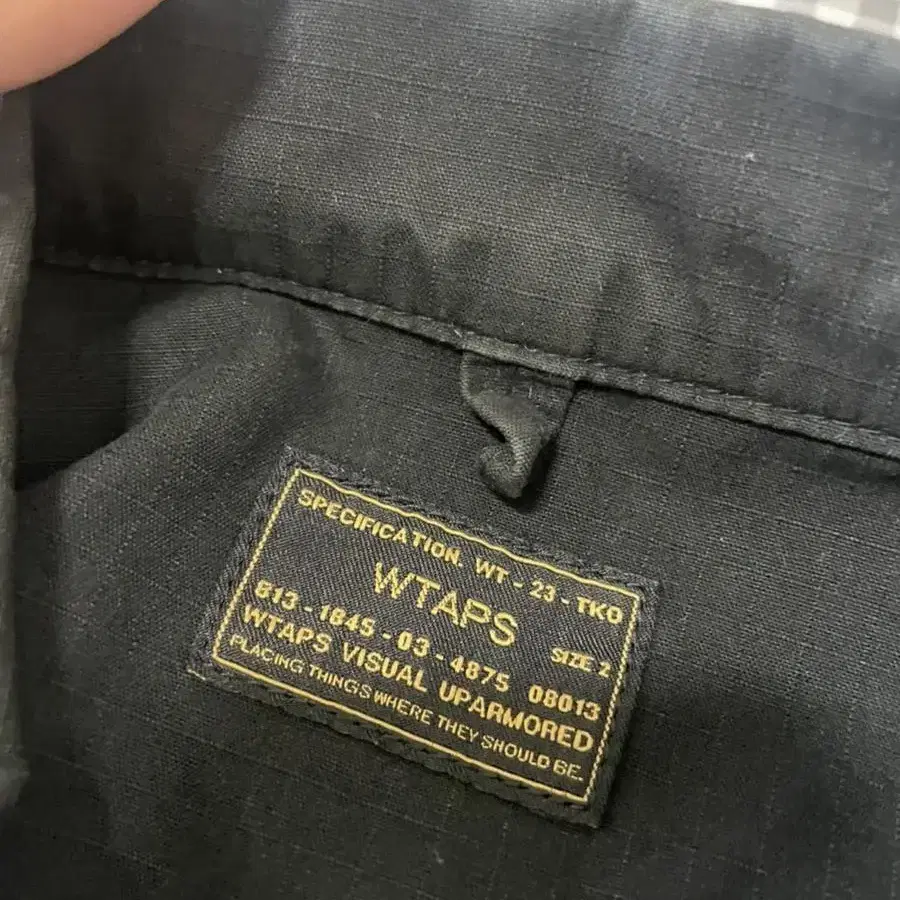 SPECIFICATION. WT - 23 - TKO
WTAPS
SIZE 2
813 - 1845 - 03 - 4875 08013
WTAPS VISUAL UPARMORED
PLACING THINGS WHERE THEY SHOULD BE.